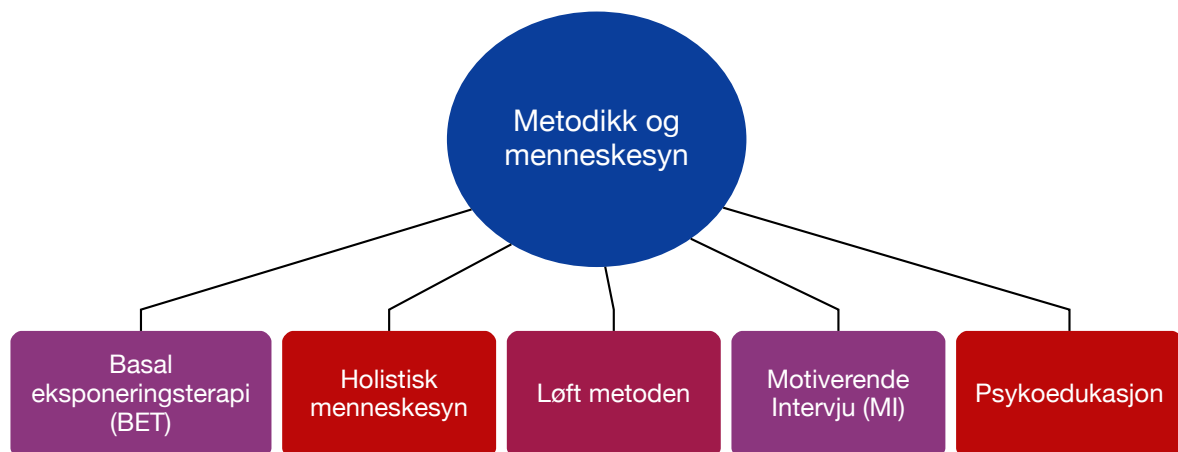 Metodikk og
menneskesyn
Basal
eksponeringsterapi
(BET)
Holistisk
menneskesyn
Løft metoden
Motiverende
Intervju (MI)
Psykoedukasjon